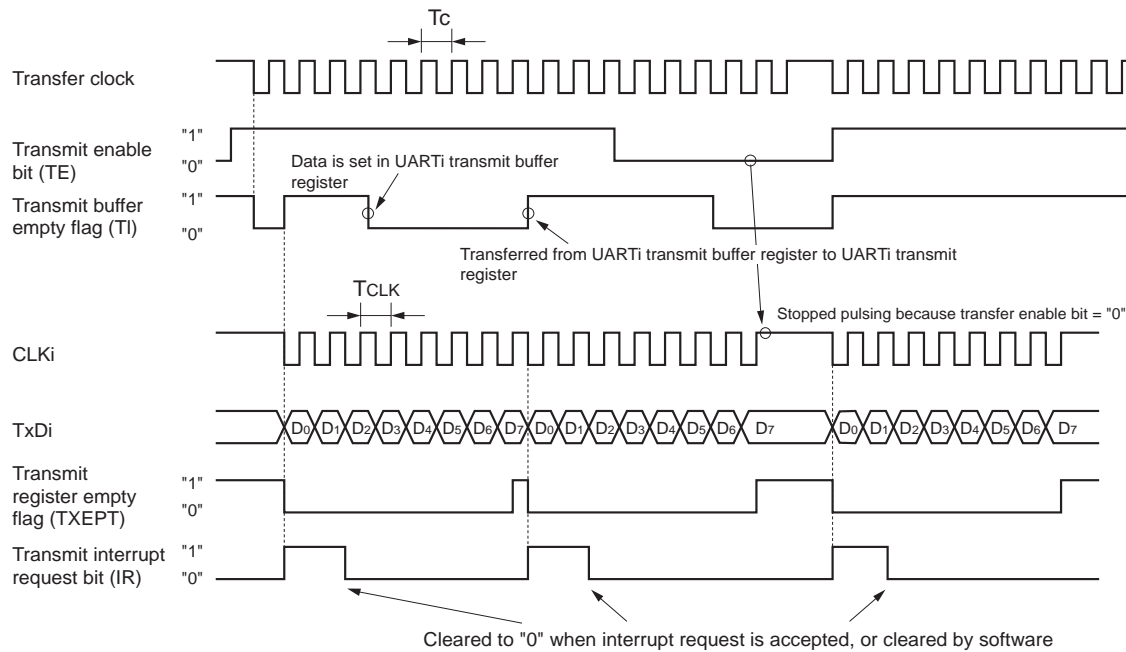 Tc
Transfer clock
Transmit enable
bit (TE)
"1"
"0"
Data is set in UARTi transmit buffer
register
Transmit buffer
empty flag (TI)
"1"
"0"
Transferred from UARTi transmit buffer register to UARTi transmit
register
TCLK
Stopped pulsing because transfer enable bit = "0"
CLKi
TxDi
D0 D1 D2 D3 D4 D5 D6 D7 D0 D1 D2 D3 D4 D5 D6 D7 D0 D1 D2 D3 D4 D5 D6 D7
Transmit
register empty
flag (TXEPT)
"1"
"0"
Transmit interrupt
request bit (IR)
"1"
"0"
Cleared to "0" when interrupt request is accepted, or cleared by software